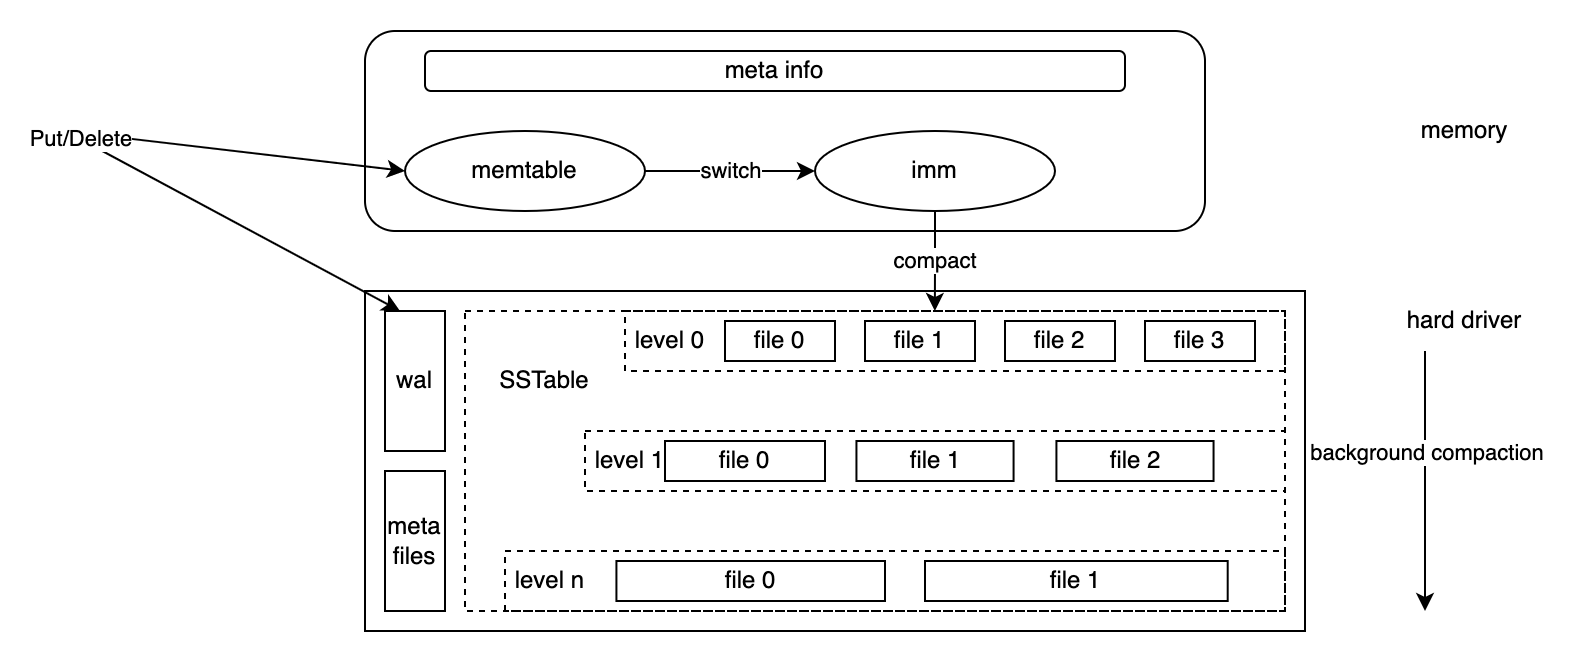 meta info
Put/Delete
memory
memtable
switch
imm
compact
hard driver
level 0
file 0
file 1
file 2
file 3
wal
SSTable
level 1
file 0
file 1
file 2
background compaction
meta
files
level n
file 0
file 1